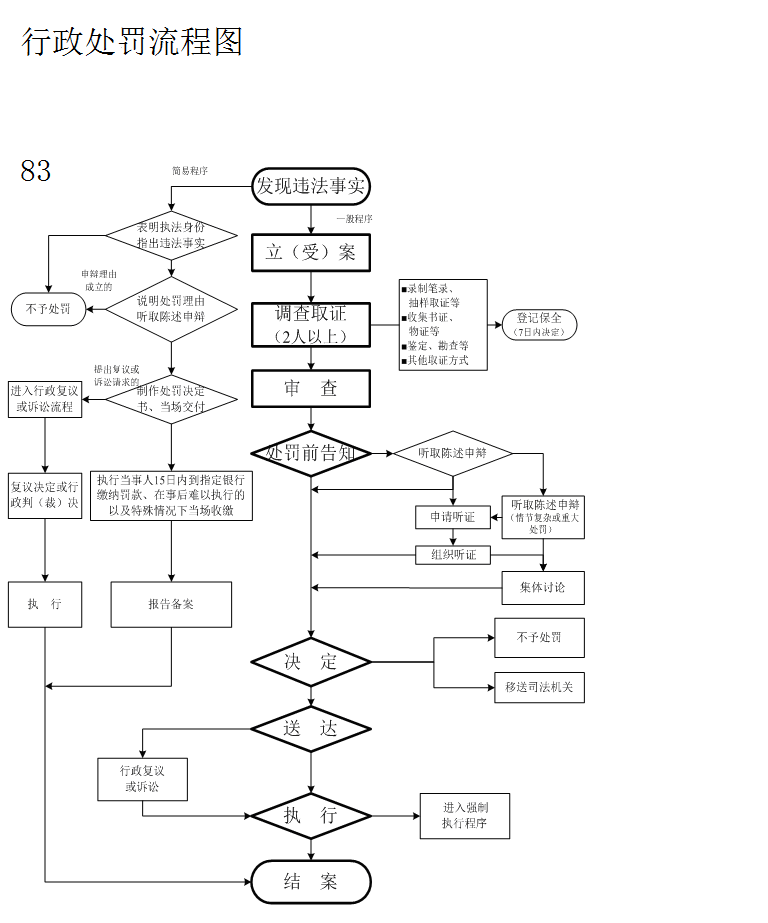 行政处罚流程图
83
简易程序
发现违法事实
一般程序
表明执法身份
指出违法事实
立（受）案
申辩理由
成立的
不予处罚
说明处罚理由
听取陈述申辩
调查取证
（2人以上）
■录制笔录、
抽样取证等
■收集书证、
物证等
■鉴定、勘查等
■其他取证方式
登记保全
（7日内决定）
提出复议或
诉讼请求的
进入行政复议
或诉讼流程
制作处罚决定
书、当场交付
审 查
处罚前告知
听取陈述申辩
复议决定或行
政判（裁）决
执行当事人15日内到指定银行
缴纳罚款、在事后难以执行的
以及特殊情况下当场收缴
申请听证
听取陈述申辩
（情节复杂或重大
处罚）
组织听证
集体讨论
执 行
报告备案
决 定
不予处罚
移送司法机关
送 达
行政复议
或诉讼
执 行
进入强制
执行程序
结 案